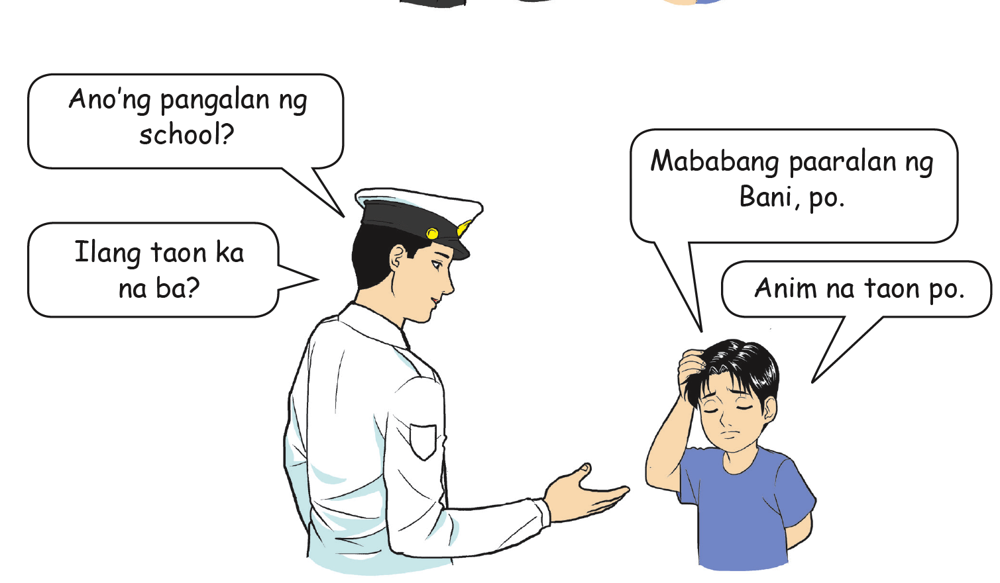 Ano'ng pangalan ng
school?
Mababang paaralan ng
Bani, po.
Ilang taon ka
na ba?
Anim na taon po.